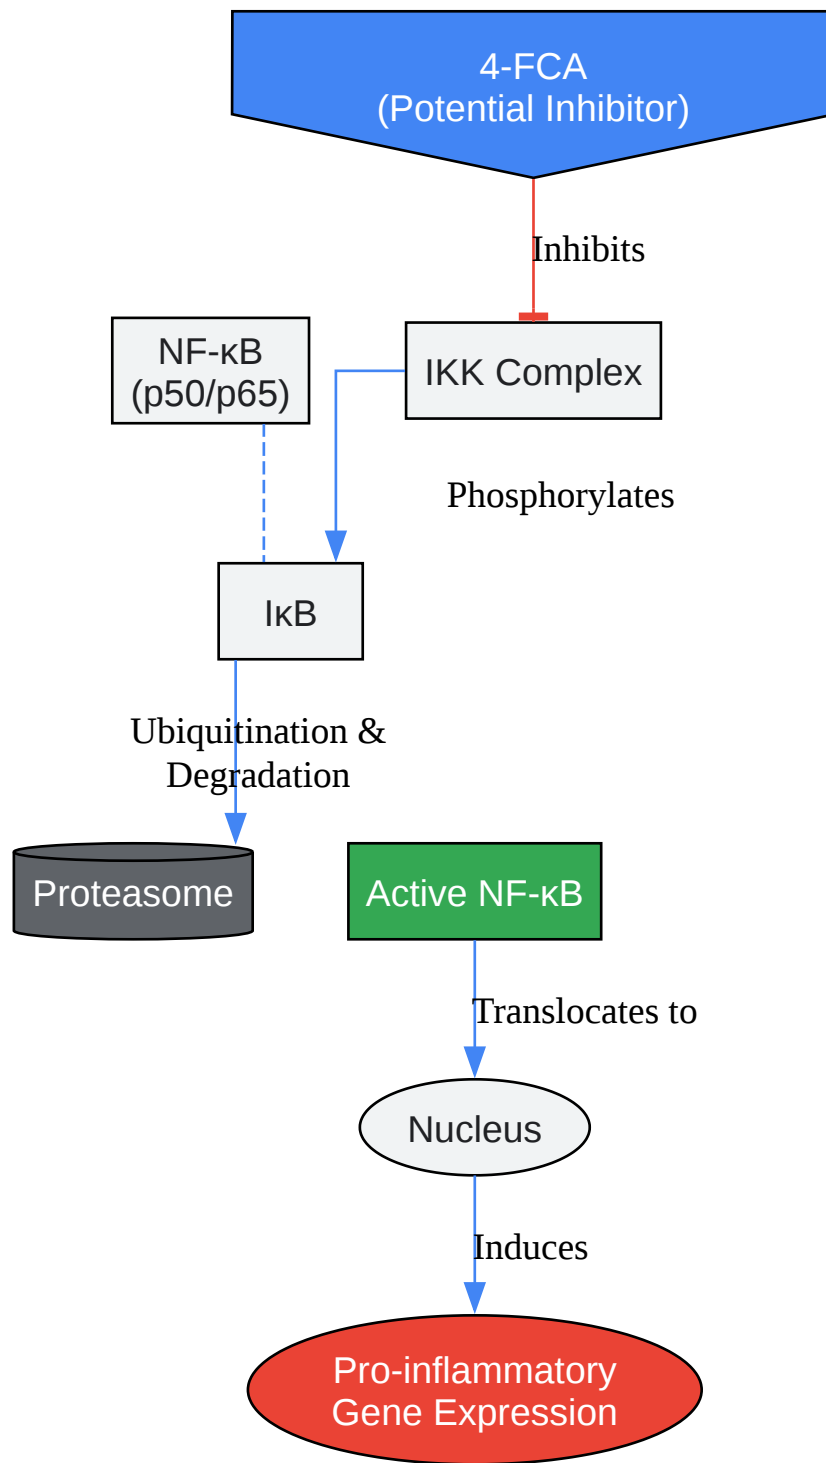 4-FCA
(Potential Inhibitor)
Inhibits
NF-κB
(p50/p65)
IKK Complex
Phosphorylates
IκB
Ubiquitination &
Degradation
Proteasome
Active NF-κB
Translocates to
Nucleus
Induces
Pro-inflammatory
Gene Expression